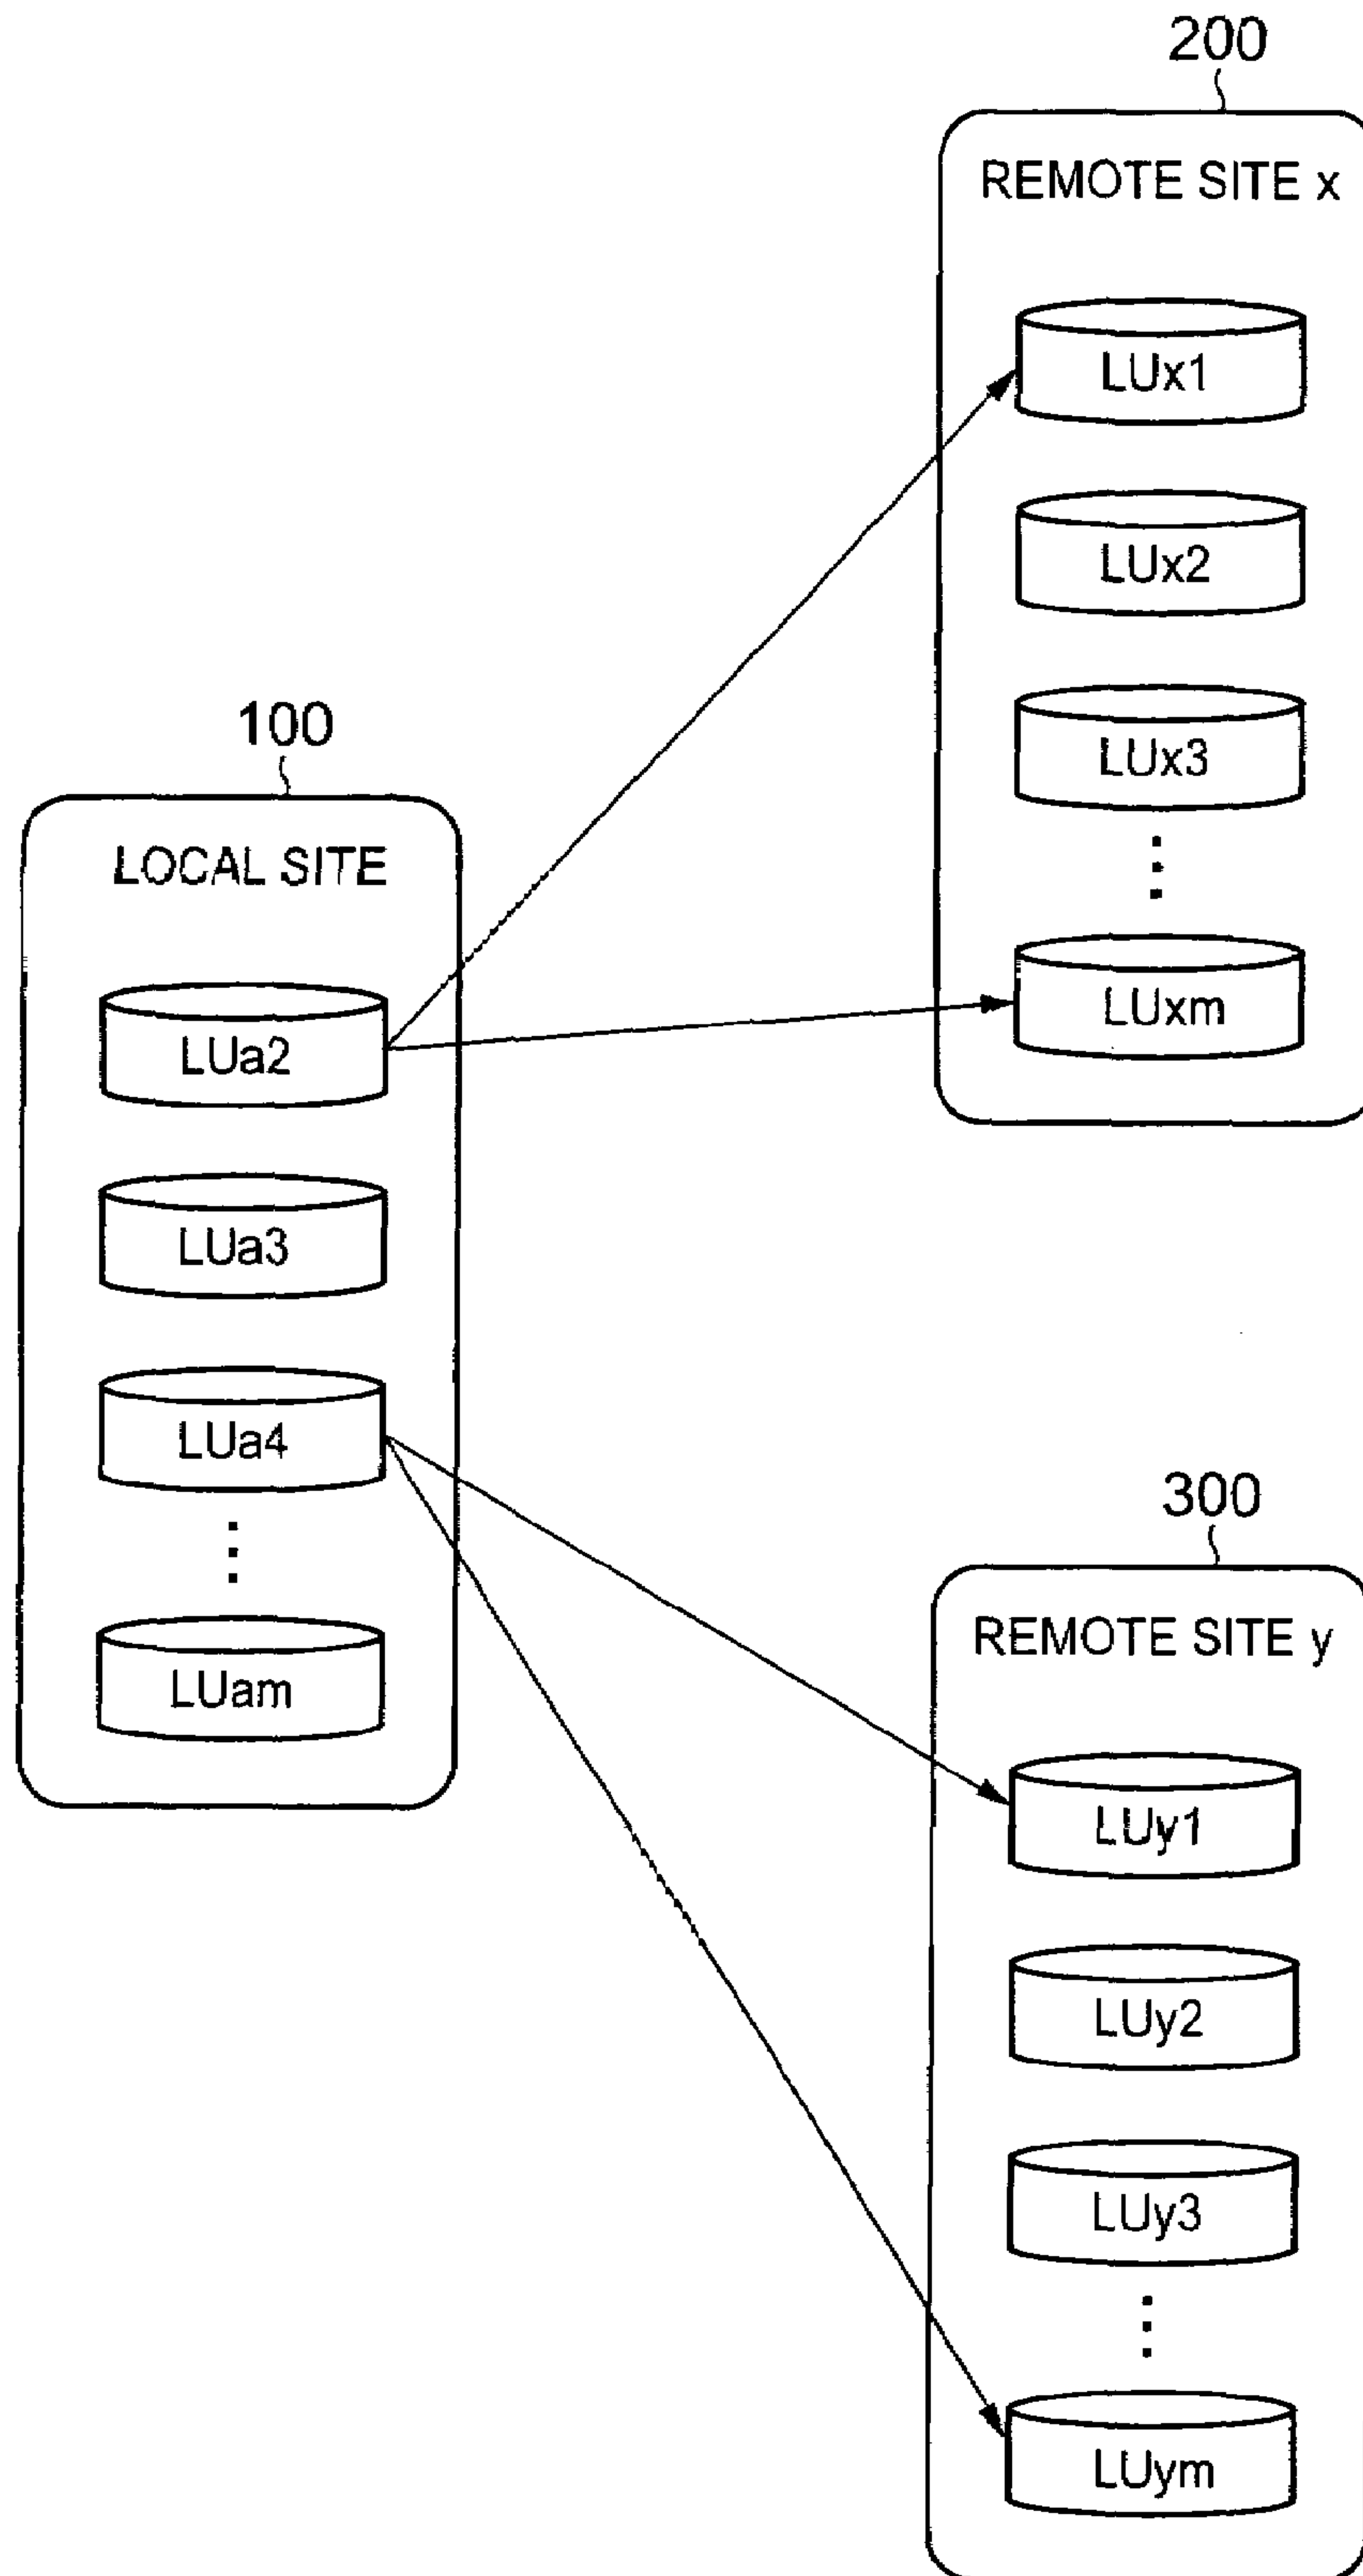 200
REMOTE SITE x
LUx1
LUx2
LUx3
LUxm
100
LOCAL SITE
LUa2
LUa3
LUa4
LUam
300
REMOTE SITE y
LUy1
LUy2
LUy3
LUym